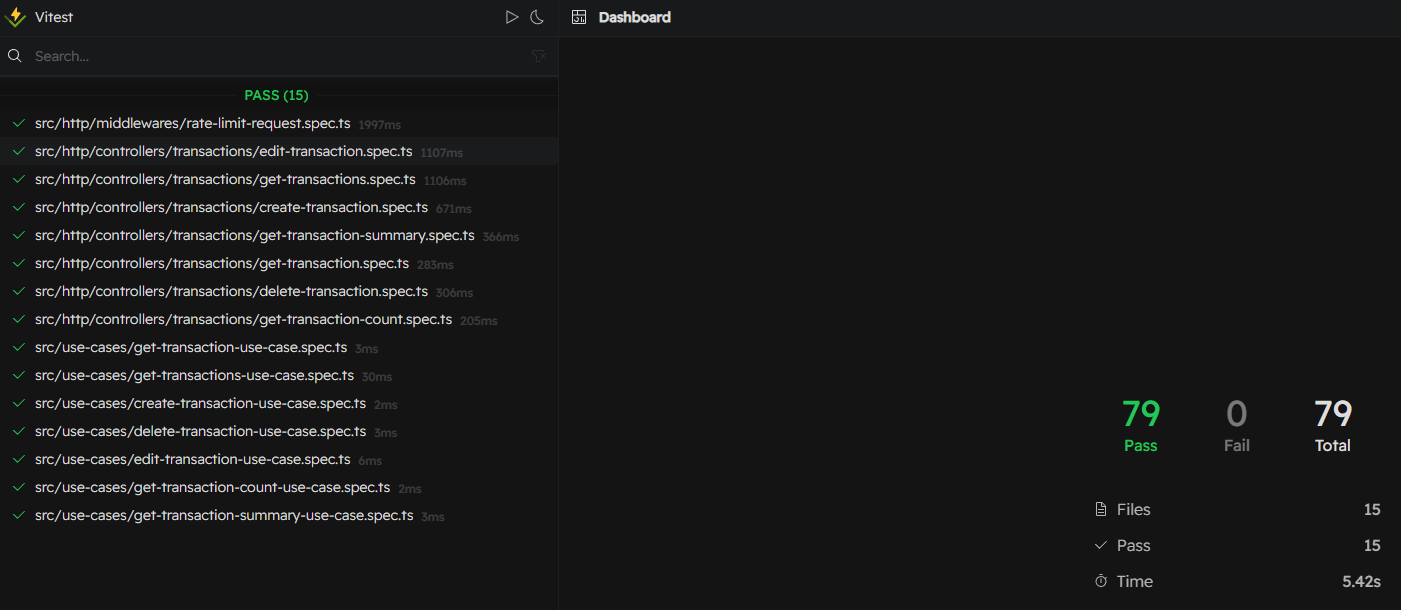 Vitest
Search...
PASS (15)
src/http/middlewares/rate-limit-request.spec.ts 1997ms
src/http/controllers/transactions/edit-transaction.spec.ts 1107ms
src/http/controllers/transactions/get-transactions.spec.ts 1106ms
src/http/controllers/transactions/create-transaction.spec.ts 671ms
src/http/controllers/transactions/get-transaction-summary.spec.ts 366ms
src/http/controllers/transactions/get-transaction.spec.ts 283ms
src/http/controllers/transactions/delete-transaction.spec.ts 306ms
src/http/controllers/transactions/get-transaction-count.spec.ts 205ms
src/use-cases/get-transaction-use-case.spec.ts 3ms
src/use-cases/get-transactions-use-case.spec.ts 30ms
src/use-cases/create-transaction-use-case.spec.ts 2ms
src/use-cases/delete-transaction-use-case.spec.ts 3ms
src/use-cases/edit-transaction-use-case.spec.ts 6ms
src/use-cases/get-transaction-count-use-case.spec.ts 2ms
src/use-cases/get-transaction-summary-use-case.spec.ts 3ms
Dashboard
79 0 79
Pass Fail Total
Files 15
Pass 15
Time 5.42s